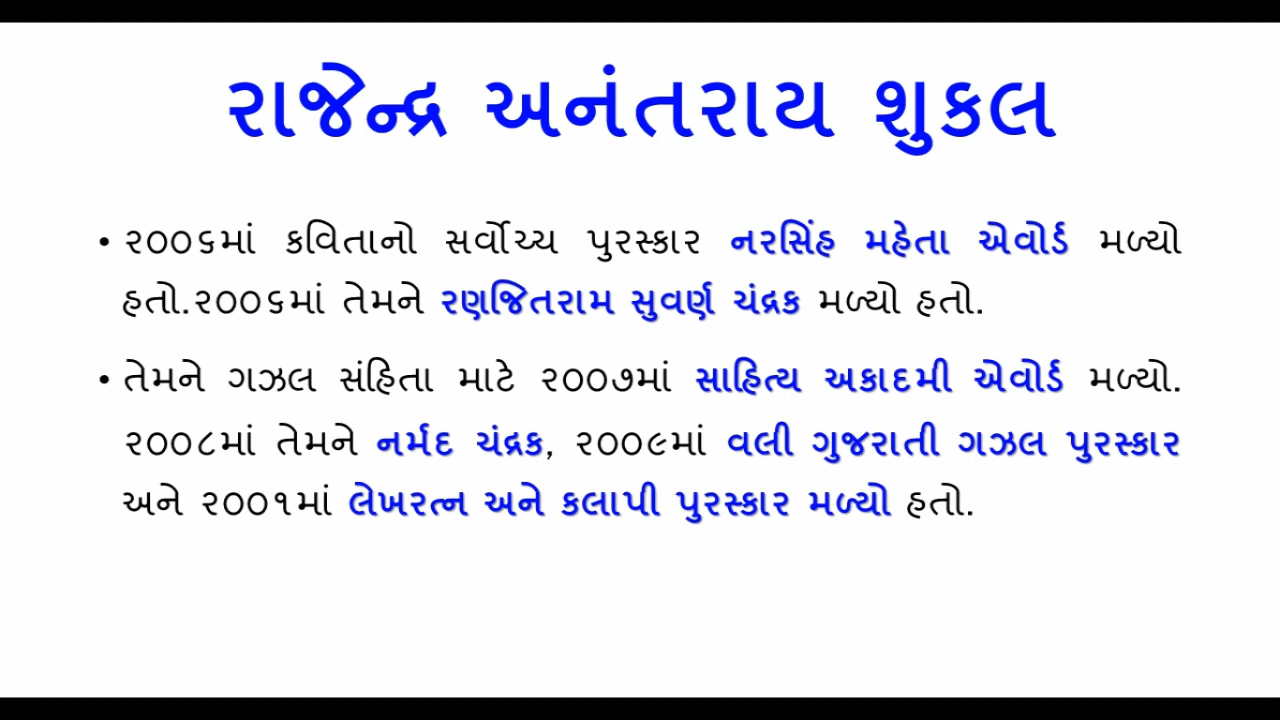 રાજેન્દ્ર અનંતરાય શુકલ
• ૨૦૦૬માં કવિતાનો સર્વોચ્ચ પુરસ્કાર નરસિંહ મહેતા એવોર્ડ મળ્યો
હતો.૨૦૦૬માં તેમને રણજિતરામ સુવર્ણ ચંદ્રક મળ્યો હતો.
• તેમને ગઝલ સંહિતા માટે ૨૦૦૭માં સાહિત્ય અકાદમી એવોર્ડ મળ્યો.
૨૦૦૮માં તેમને નર્મદ ચંદ્રક, ૨૦૦૯માં વલી ગુજરાતી ગઝલ પુરસ્કાર
અને ૨૦૦૧માં લેખરત્ન અને કલાપી પુરસ્કાર મળ્યો હતો.